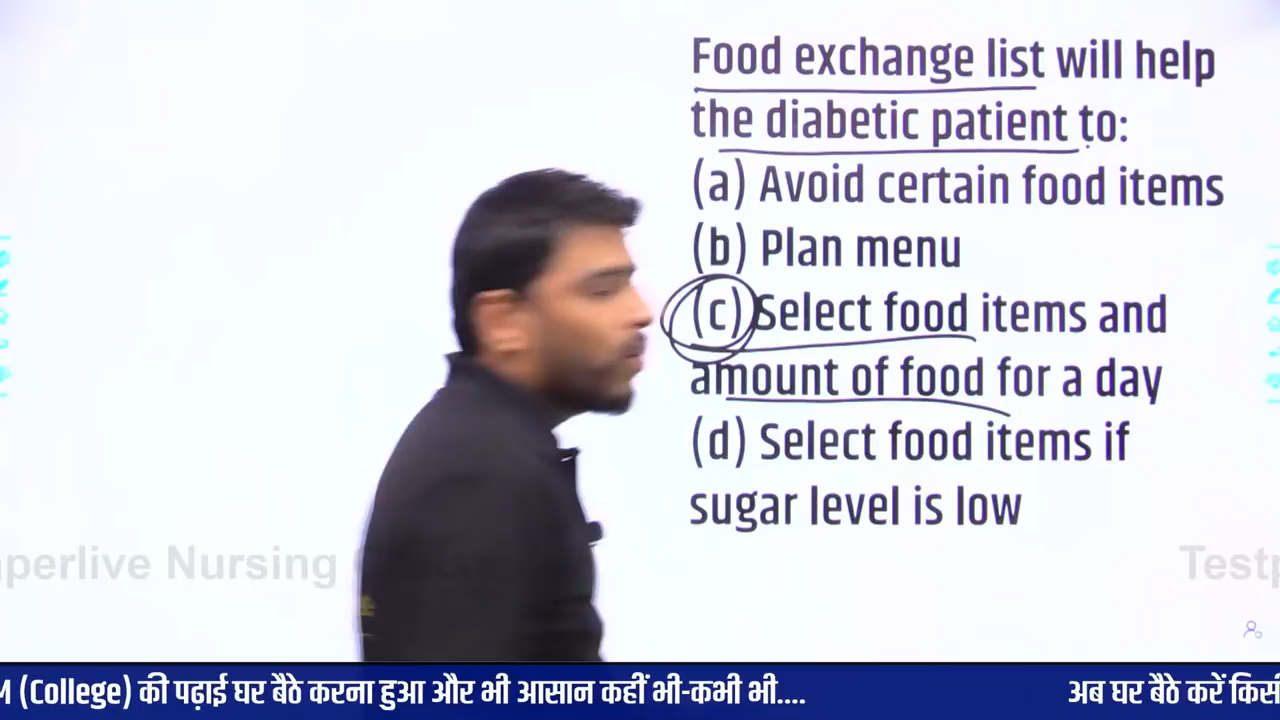 Food exchange list will help
the diabetic patient to:
(a) Avoid certain food items
(b) Plan menu
(c) Select food items and
amount of food for a day
(d) Select food items if
sugar level is low
perlive Nursing
Testp
M (College) की पढ़ाई घर बैठे करना हुआ और भी आसान कहीं भी-कभी भी.... अब घर बैठे करें किसी